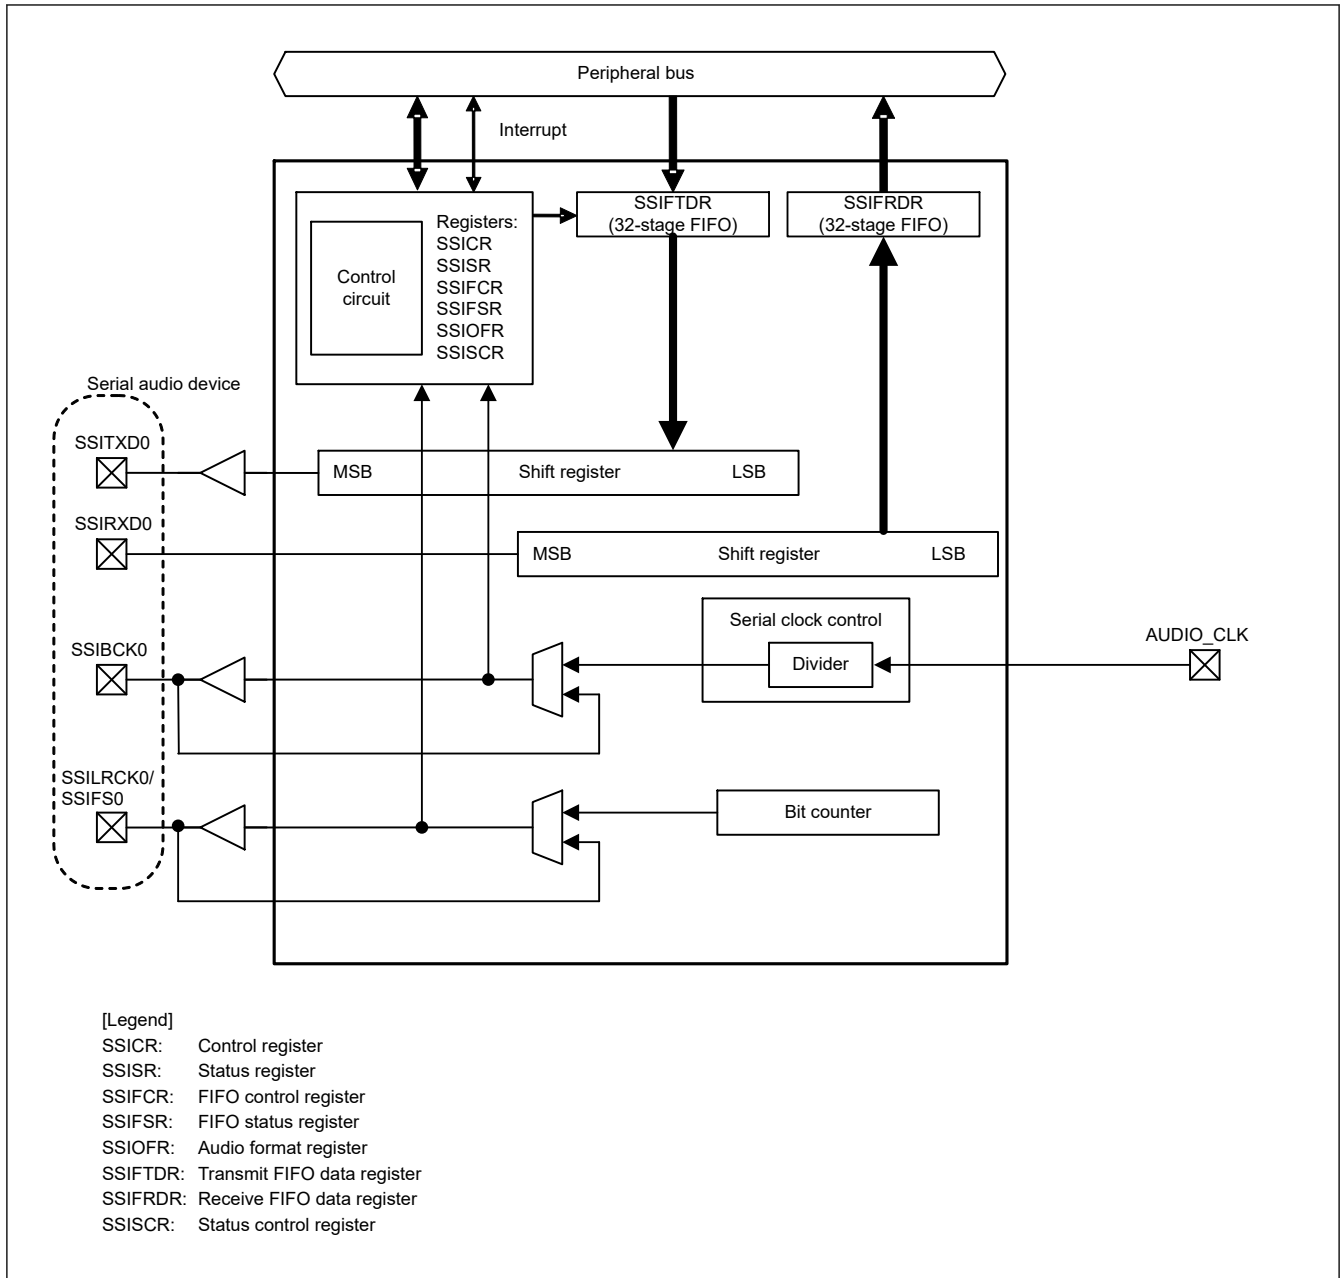 Peripheral bus
Interrupt
SSIFTDR
(32-stage FIFO)
SSIFRDR
(32-stage FIFO)
Control
circuit
Registers:
SSICR
SSISR
SSIFCR
SSIFSR
SSIOFR
SSISCR
Serial audio device
SSITXD0
MSB Shift register LSB
SSIRXD0
MSB Shift register LSB
Serial clock control
Divider
AUDIO_CLK
SSIBCK0
SSILRCK0/
SSIFS0
Bit counter
[Legend]
SSICR: Control register
SSISR: Status register
SSIFCR: FIFO control register
SSIFSR: FIFO status register
SSIOFR: Audio format register
SSIFTDR: Transmit FIFO data register
SSIFRDR: Receive FIFO data register
SSISCR: Status control register